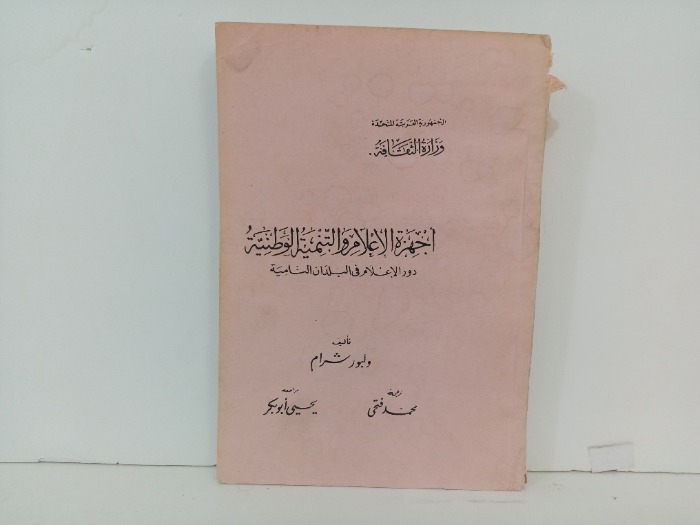 الجمهورية العربية المتحدة
وزارة الثقافة
أجهزة الإعلام والتنمية الوطنية
دور الإعلام في البلدان النامية
تأليف
ولبور شرام
ترجمة
محمد فتحى
مراجعة
يحيى أبو بكر